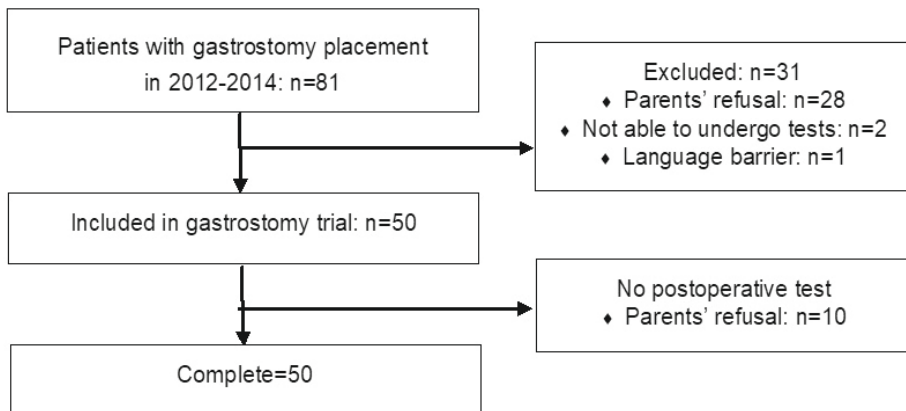 Patients with gastrostomy placement
in 2012-2014: n=81
Excluded: n=31
♦ Parents' refusal: n=28
♦ Not able to undergo tests: n=2
♦ Language barrier: n=1
Included in gastrostomy trial: n=50
No postoperative test
♦ Parents' refusal: n=10
Complete=50